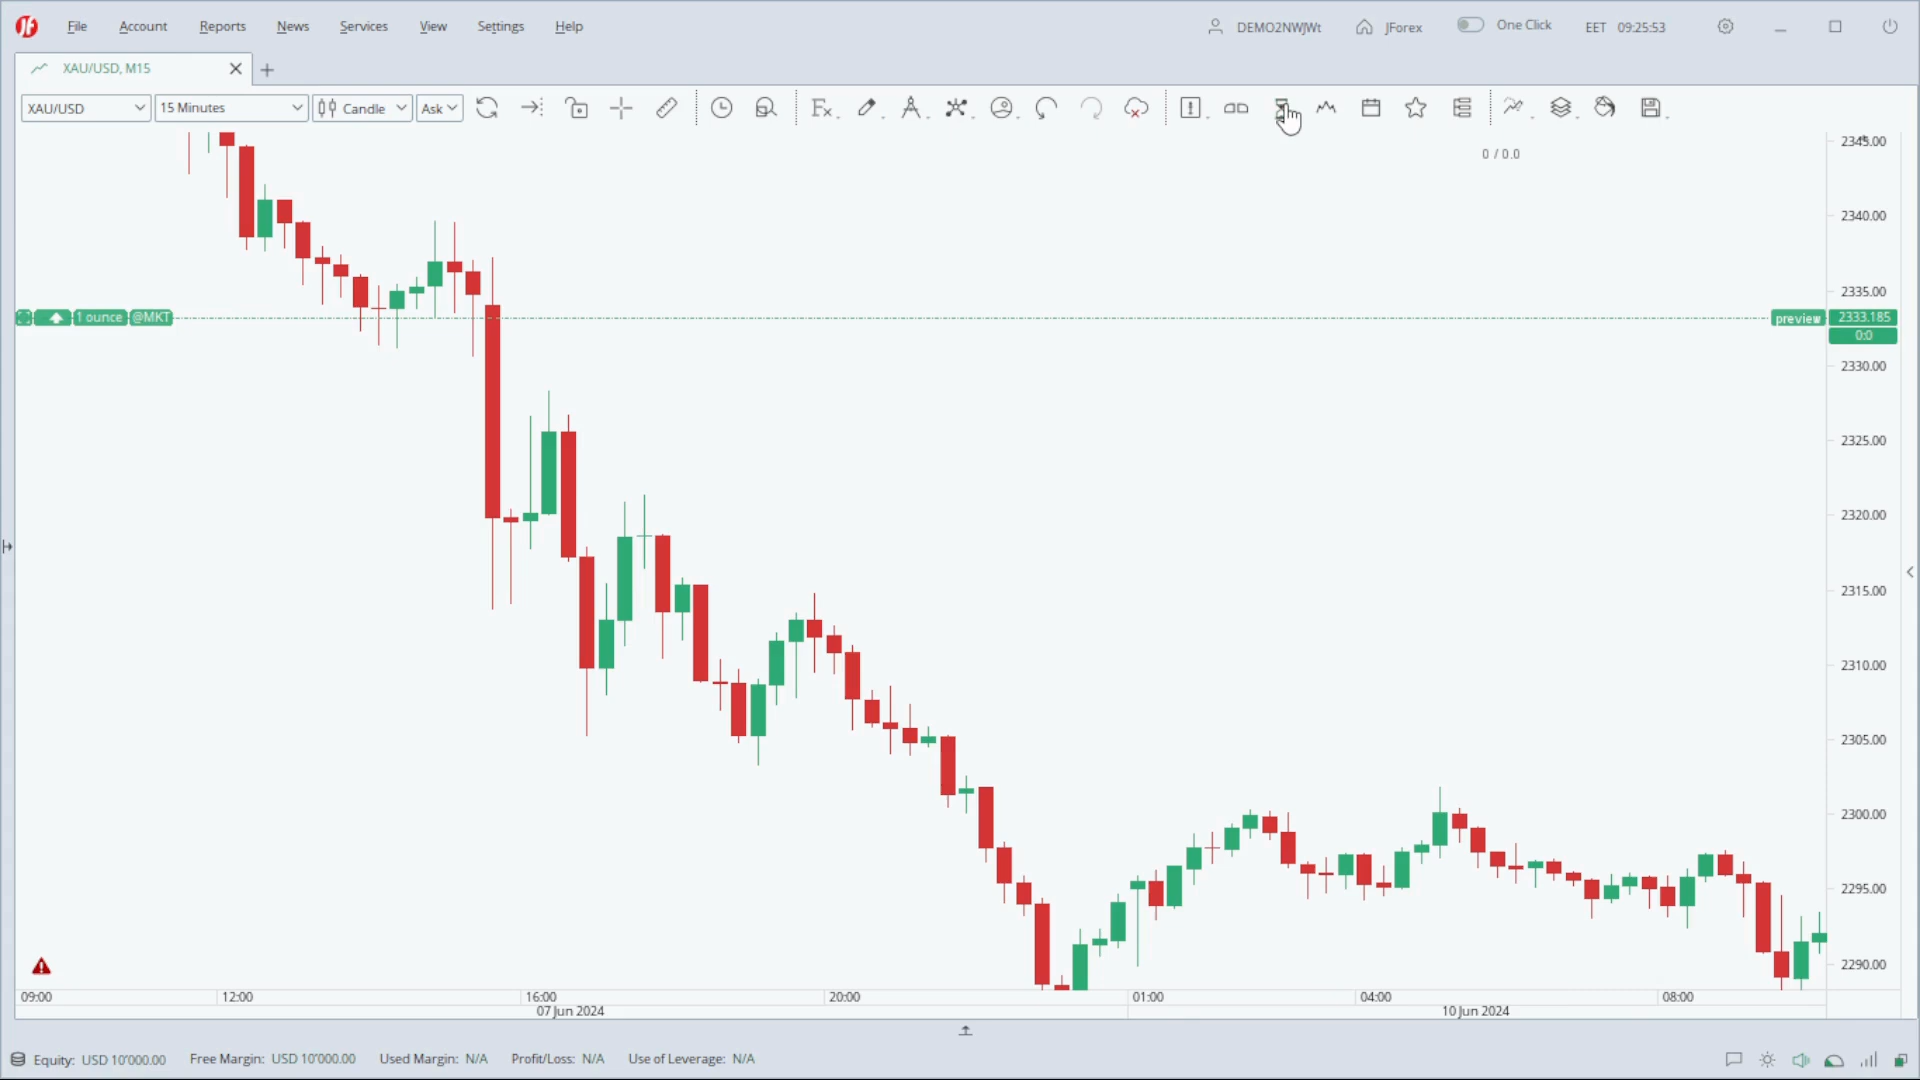 JF File Account Reports News Services View Settings Help DEMO2NWJWt JForex One Click EET 09:25:53
XAU/USD, M15
XAU/USD 15 Minutes Candle Ask Fx
0 / 0.0
2345.00
2340.00
2335.00
1 ounce @MKT preview 2333.185
0:0
2330.00
2325.00
2320.00
2315.00
2310.00
2305.00
2300.00
2295.00
2290.00
09:00 12:00 16:00 20:00 01:00 04:00 08:00
07 Jun 2024 10 Jun 2024
Equity: USD 10'000.00 Free Margin: USD 10'000.00 Used Margin: N/A Profit/Loss: N/A Use of Leverage: N/A